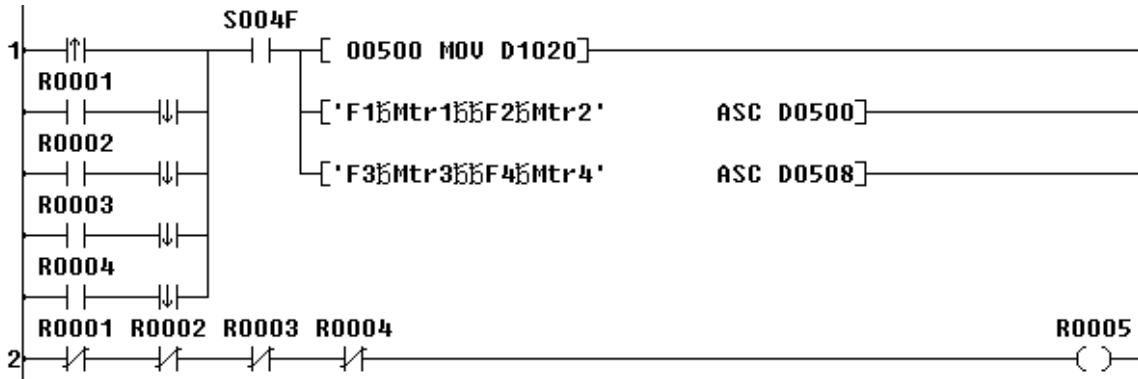 S004F
1 [ 00500 MOV D1020]
R0001
['F1␢Mtr1␢␢F2␢Mtr2' ASC D0500]
R0002
['F3␢Mtr3␢␢F4␢Mtr4' ASC D0508]
R0003
R0004
R0001 R0002 R0003 R0004 R0005
2